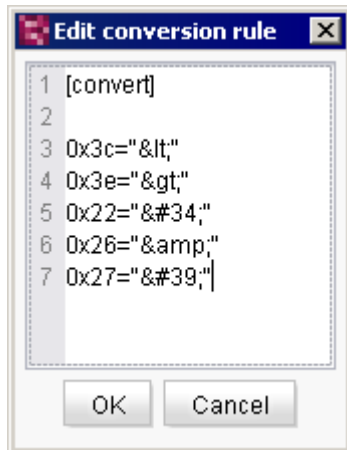 Edit conversion rule
1 [convert]
2
3 0x3c="&lt;"
4 0x3e="&gt;"
5 0x22="&#34;"
6 0x26="&amp;"
7 0x27="&#39;"
OK Cancel